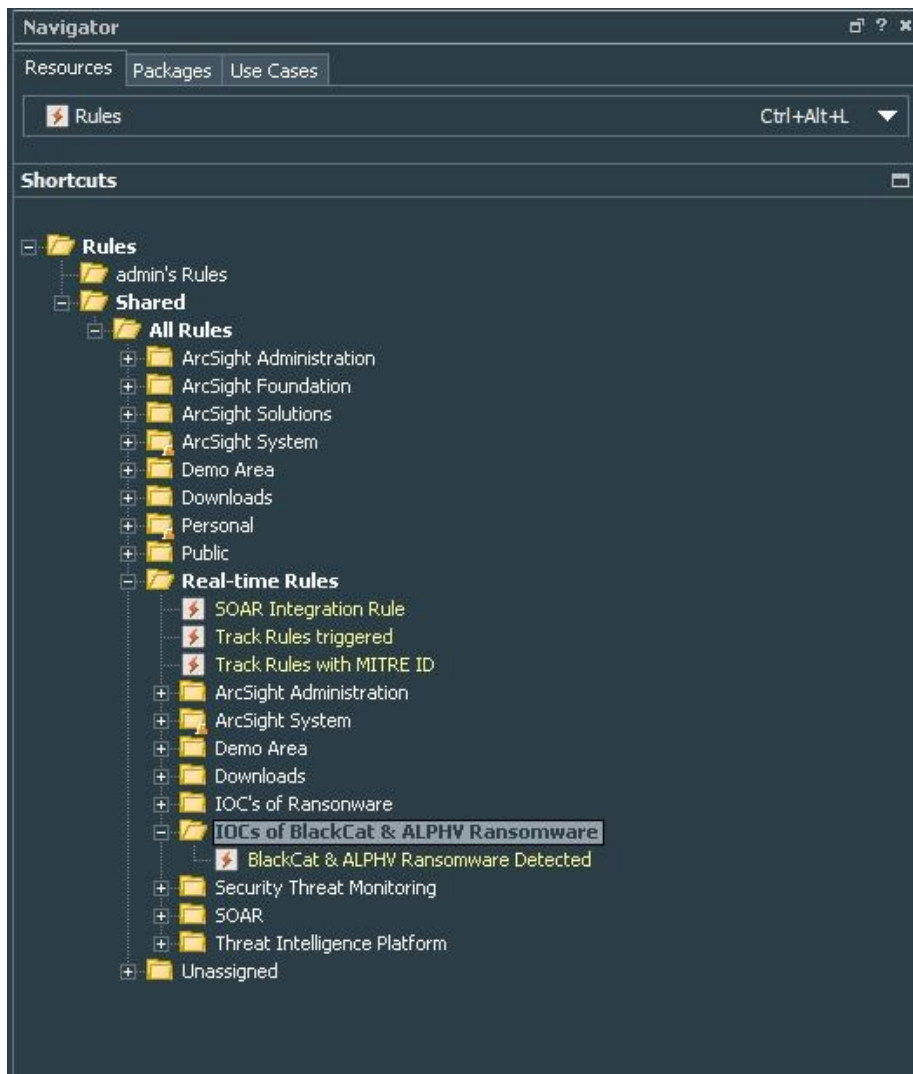 Navigator ? x
Resources Packages Use Cases
Rules Ctrl+Alt+L
Shortcuts
Rules
admin's Rules
Shared
All Rules
ArcSight Administration
ArcSight Foundation
ArcSight Solutions
ArcSight System
Demo Area
Downloads
Personal
Public
Real-time Rules
SOAR Integration Rule
Track Rules triggered
Track Rules with MITRE ID
ArcSight Administration
ArcSight System
Demo Area
Downloads
IOC's of Ransonware
IOCs of BlackCat & ALPHV Ransomware
BlackCat & ALPHV Ransomware Detected
Security Threat Monitoring
SOAR
Threat Intelligence Platform
Unassigned